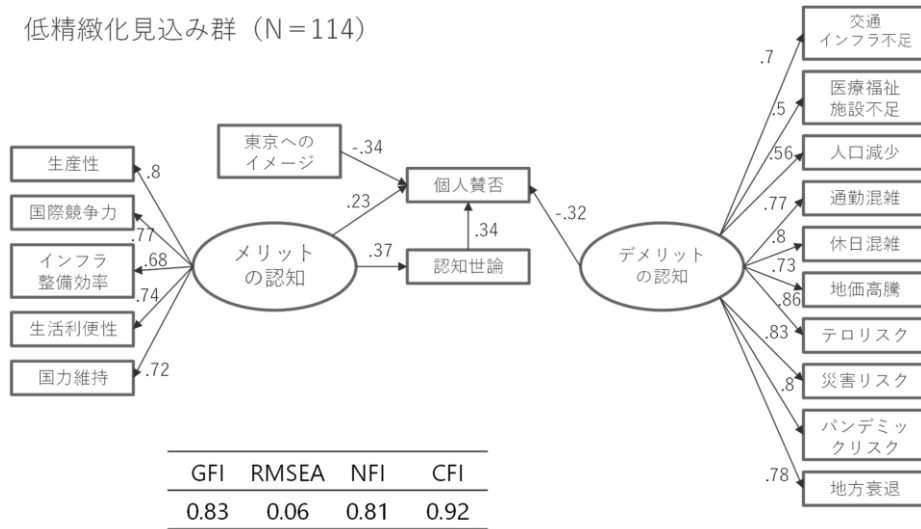 低精緻化見込み群（N＝114）
生産性
国際競争力
インフラ
整備効率
生活利便性
国力維持
.8
.77
.68
.74
.72
メリット
の認知
東京への
イメージ
-.34
.23
.37
個人賛否
.34
認知世論
-.32
デメリット
の認知
.7
.5
.56
.77
.8
.73
.86
.83
.8
.78
交通
インフラ不足
医療福祉
施設不足
人口減少
通勤混雑
休日混雑
地価高騰
テロリスク
災害リスク
パンデミッ
クリスク
地方衰退
GFI RMSEA NFI CFI
0.83 0.06 0.81 0.92